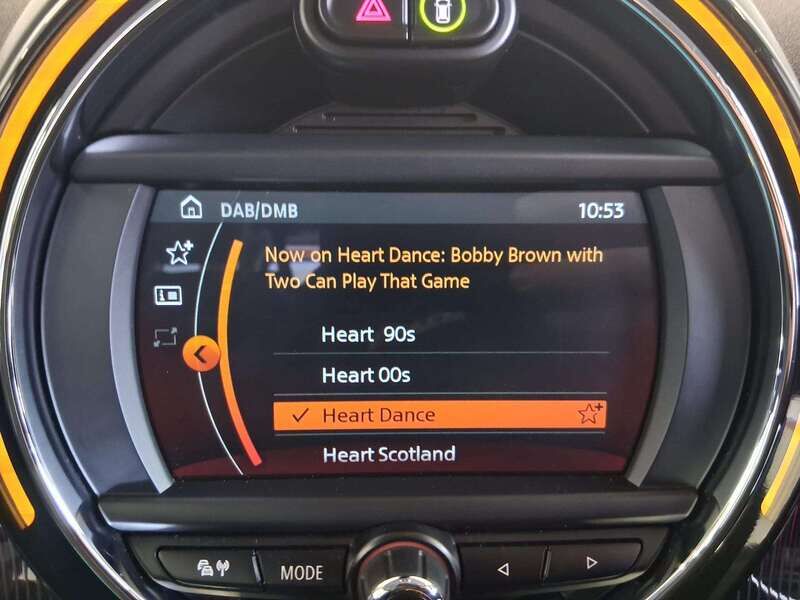 DAB/DMB 10:53
Now on Heart Dance: Bobby Brown with
Two Can Play That Game
Heart 90s
Heart 00s
Heart Dance
Heart Scotland
MODE